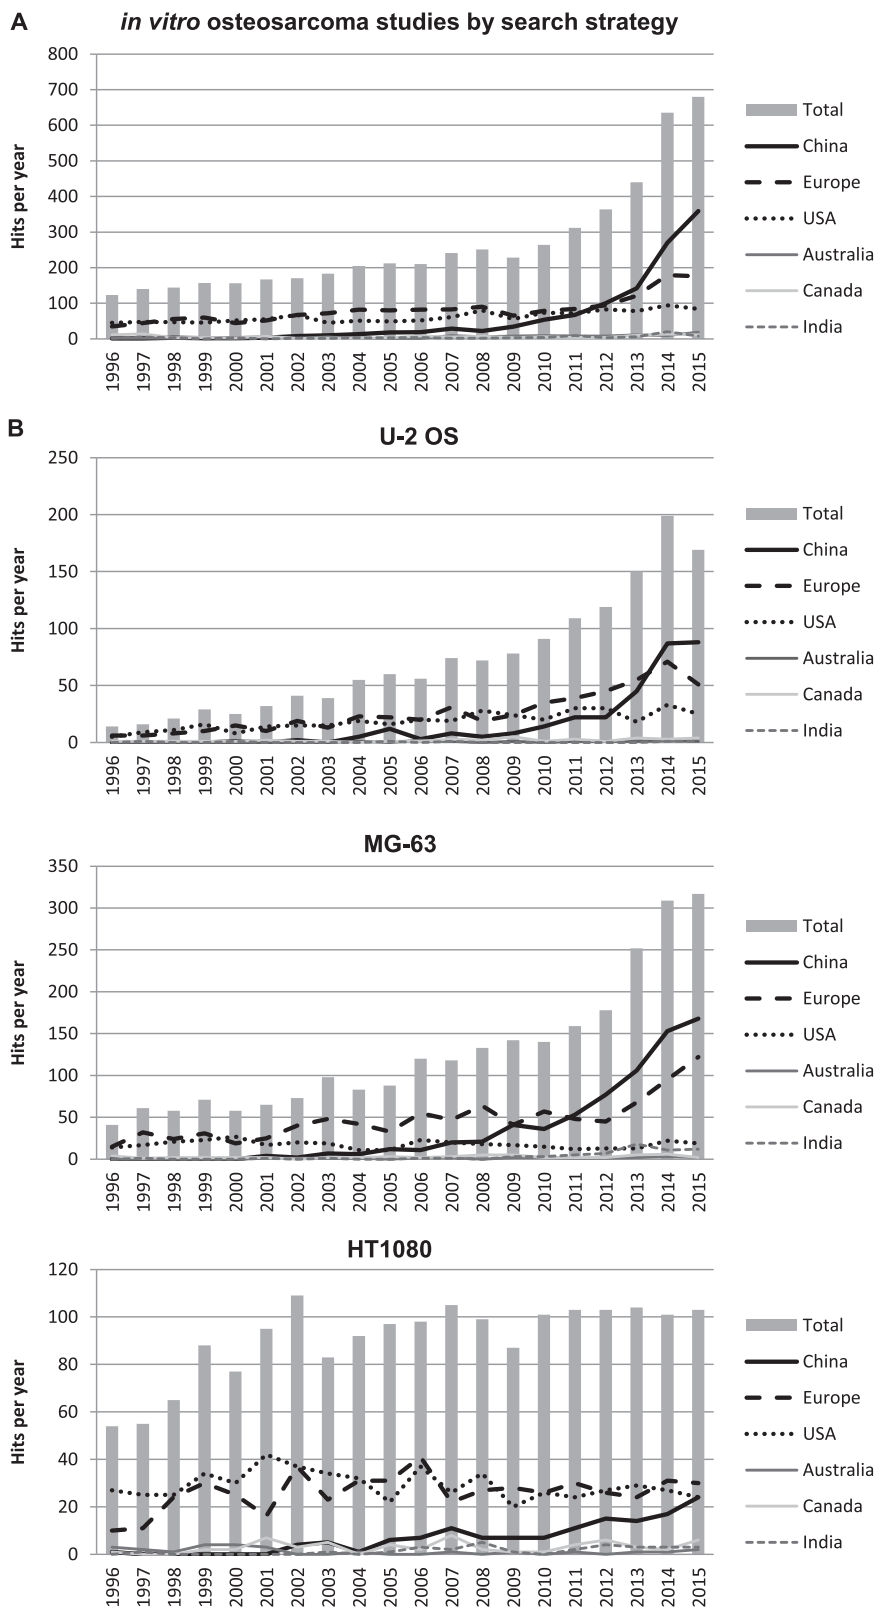 A
in vitro osteosarcoma studies by search strategy
800
700
600
500
400
300
200
100
0
Hits per year
1996 1997 1998 1999 2000 2001 2002 2003 2004 2005 2006 2007 2008 2009 2010 2011 2012 2013 2014 2015
Total
China
Europe
USA
Australia
Canada
India
B
U-2 OS
250
200
150
100
50
0
Hits per year
1996 1997 1998 1999 2000 2001 2002 2003 2004 2005 2006 2007 2008 2009 2010 2011 2012 2013 2014 2015
Total
China
Europe
USA
Australia
Canada
India
MG-63
350
300
250
200
150
100
50
0
Hits per year
1996 1997 1998 1999 2000 2001 2002 2003 2004 2005 2006 2007 2008 2009 2010 2011 2012 2013 2014 2015
Total
China
Europe
USA
Australia
Canada
India
HT1080
120
100
80
60
40
20
0
Hits per year
1996 1997 1998 1999 2000 2001 2002 2003 2004 2005 2006 2007 2008 2009 2010 2011 2012 2013 2014 2015
Total
China
Europe
USA
Australia
Canada
India